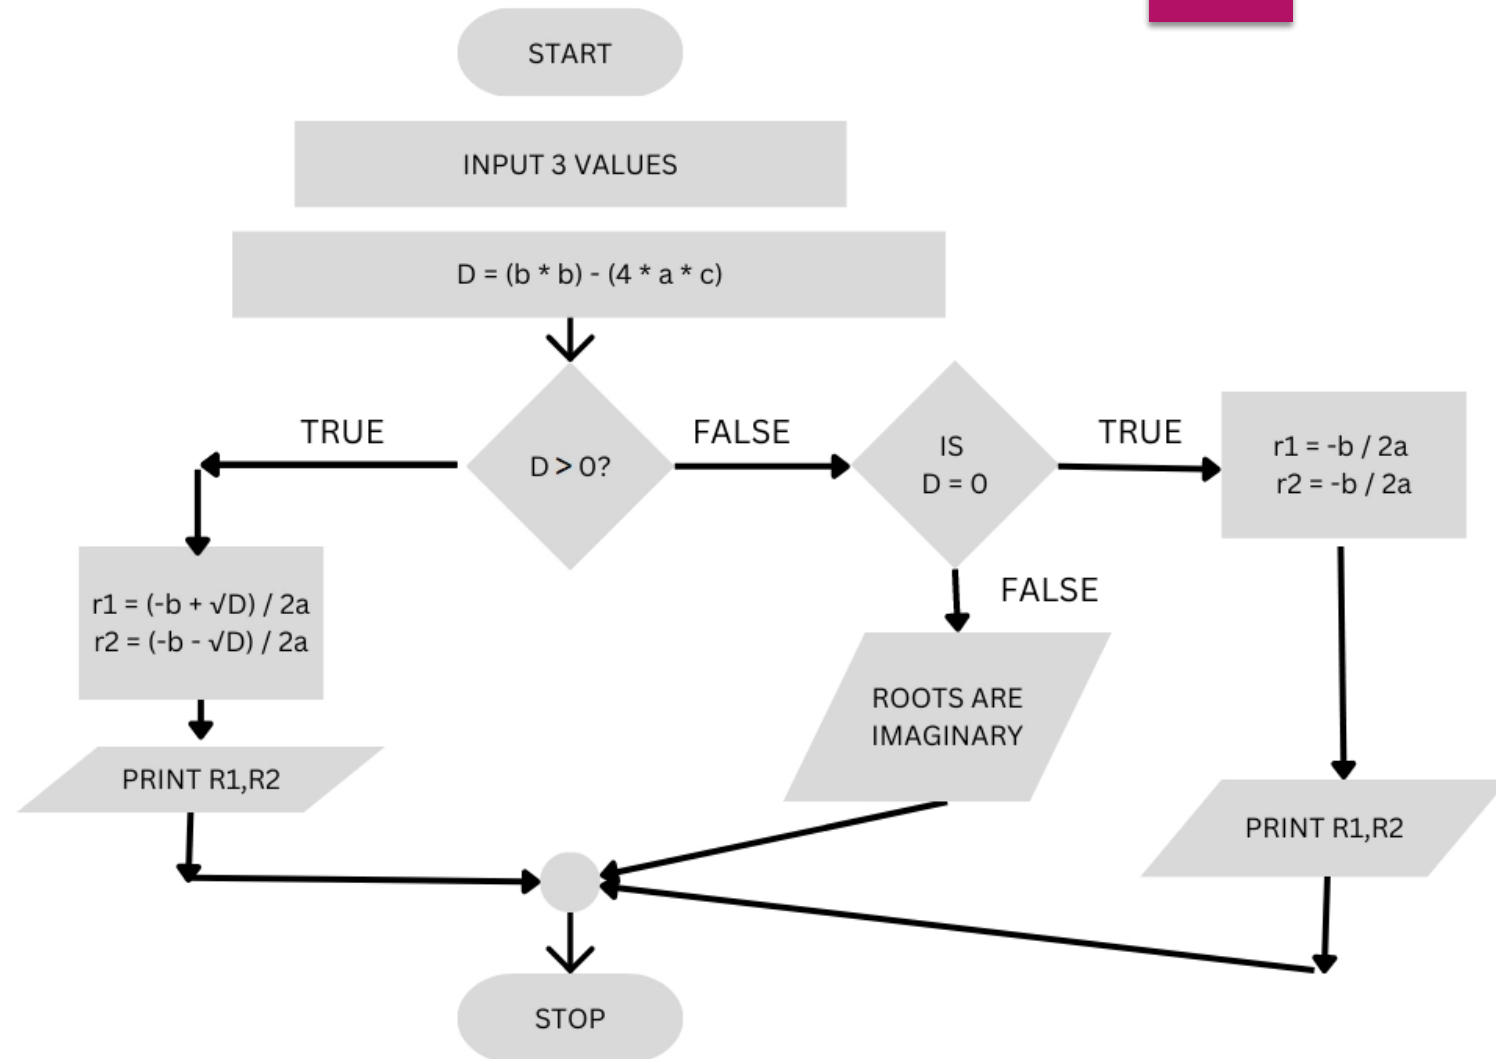 START
INPUT 3 VALUES
D = (b * b) - (4 * a * c)
TRUE
D > 0?
FALSE
IS
D = 0
TRUE
r1 = -b / 2a
r2 = -b / 2a
r1 = (-b + √D) / 2a
r2 = (-b - √D) / 2a
FALSE
ROOTS ARE
IMAGINARY
PRINT R1,R2
PRINT R1,R2
STOP